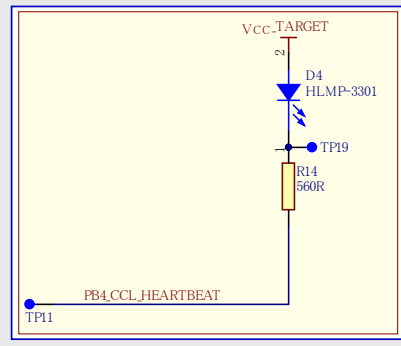 Vcc_TARGET
2
D4
HLMP-3301
1
TP19
R14
560R
PB4_CCL_HEARTBEAT
TP11